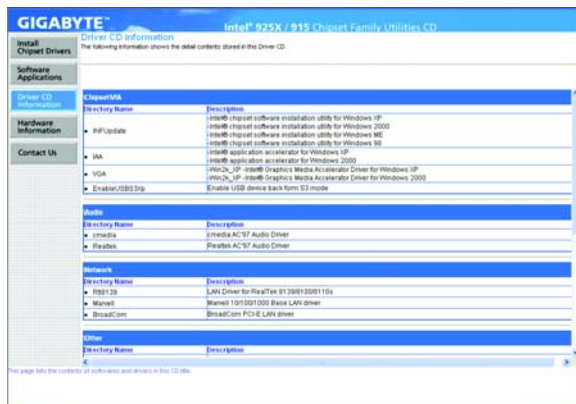 GIGABYTE™
Intel® 925X / 915 Chipset Family Utilities CD
Install Chipset Drivers
Software Applications
Driver CD Information
Hardware Information
Contact Us
Driver CD Information
The following information shows the detail contents stored in this Driver CD.
Chipset/VIA
Directory Name Description
INFUpdate
-Intel® chipset software installation utility for Windows XP
-Intel® chipset software installation utility for Windows 2000
-Intel® chipset software installation utility for Windows ME
-Intel® chipset software installation utility for Windows 98
IAA
-Intel® application accelerator for Windows XP
-Intel® application accelerator for Windows 2000
VGA
-Win2k_XP -Intel® Graphics Media Accelerator Driver for Windows XP
-Win2k_XP -Intel® Graphics Media Accelerator Driver for Windows 2000
EnableUSBS3Xp Enable USB device back form S3 mode
Audio
Directory Name Description
cmedia cmedia AC'97 Audio Driver
Realtek Realtek AC'97 Audio Driver
Network
Directory Name Description
R88139 LAN Driver for RealTek 8139/8100/8110s
Marvell Marvell 10/100/1000 Base LAN driver
BroadCom BroadCom PCI-E LAN driver
Other
Directory Name Description
This page lists the contents of softwares and drivers in this CD title.